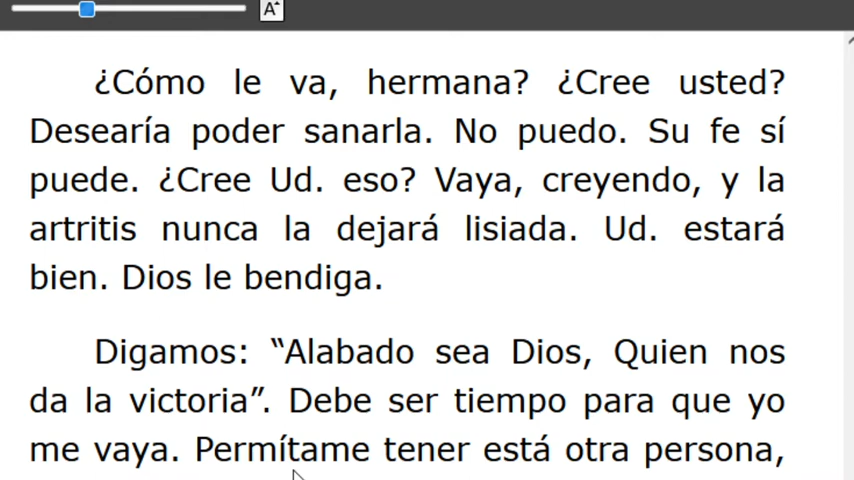 A
¿Cómo le va, hermana? ¿Cree usted?
Desearía poder sanarla. No puedo. Su fe sí
puede. ¿Cree Ud. eso? Vaya, creyendo, y la
artritis nunca la dejará lisiada. Ud. estará
bien. Dios le bendiga.
Digamos: “Alabado sea Dios, Quien nos
da la victoria”. Debe ser tiempo para que yo
me vaya. Permítame tener está otra persona,